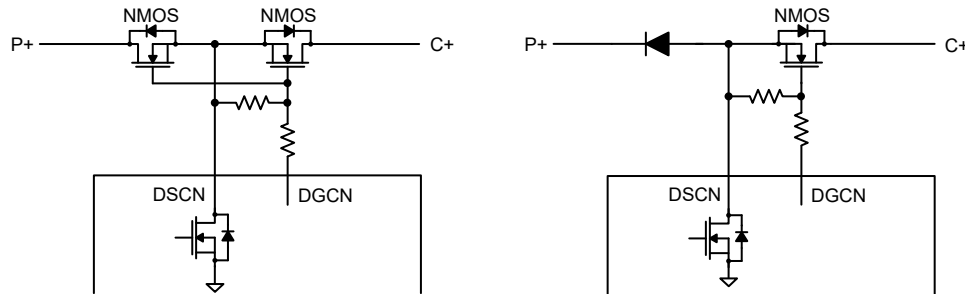 NMOS NMOS
P+ C+
DSCN DGCN
NMOS
P+ C+
DSCN DGCN